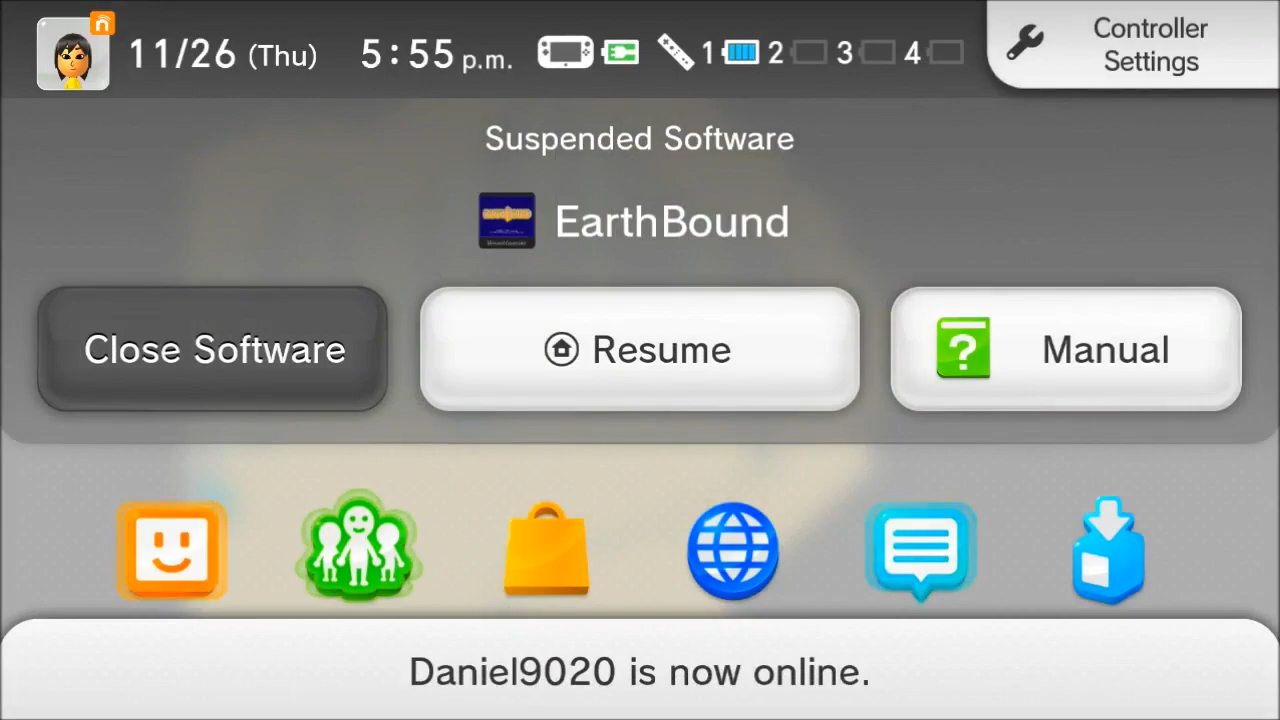 11/26 (Thu) 5:55 p.m. 1 2 3 4
Controller
Settings
Suspended Software
EarthBound
Close Software
Resume
? Manual
Daniel9020 is now online.